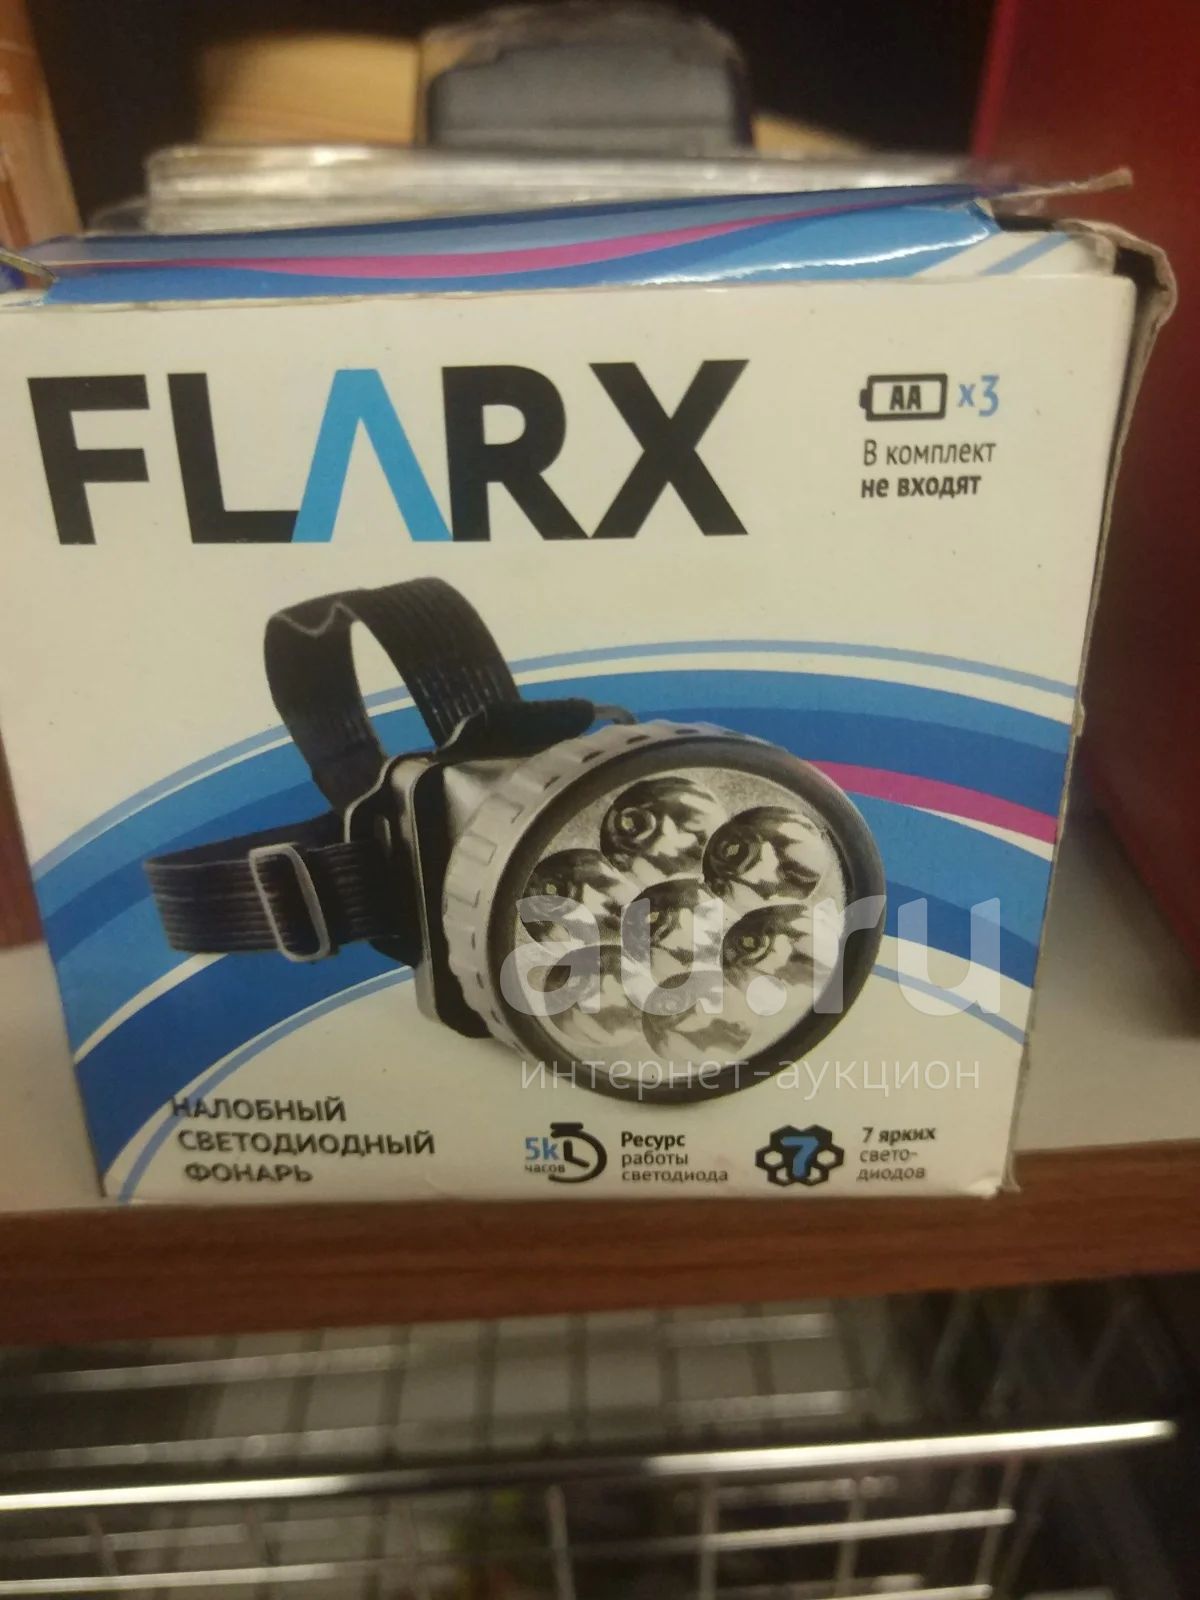 FLARX
AA x3
В комплект
не входят
au.ru
интернет-аукцион
НАЛОБНЫЙ
СВЕТОДИОДНЫЙ
ФОНАРЬ
5k
часов
Ресурс
работы
светодиода
7
7 ярких
свето-
диодов